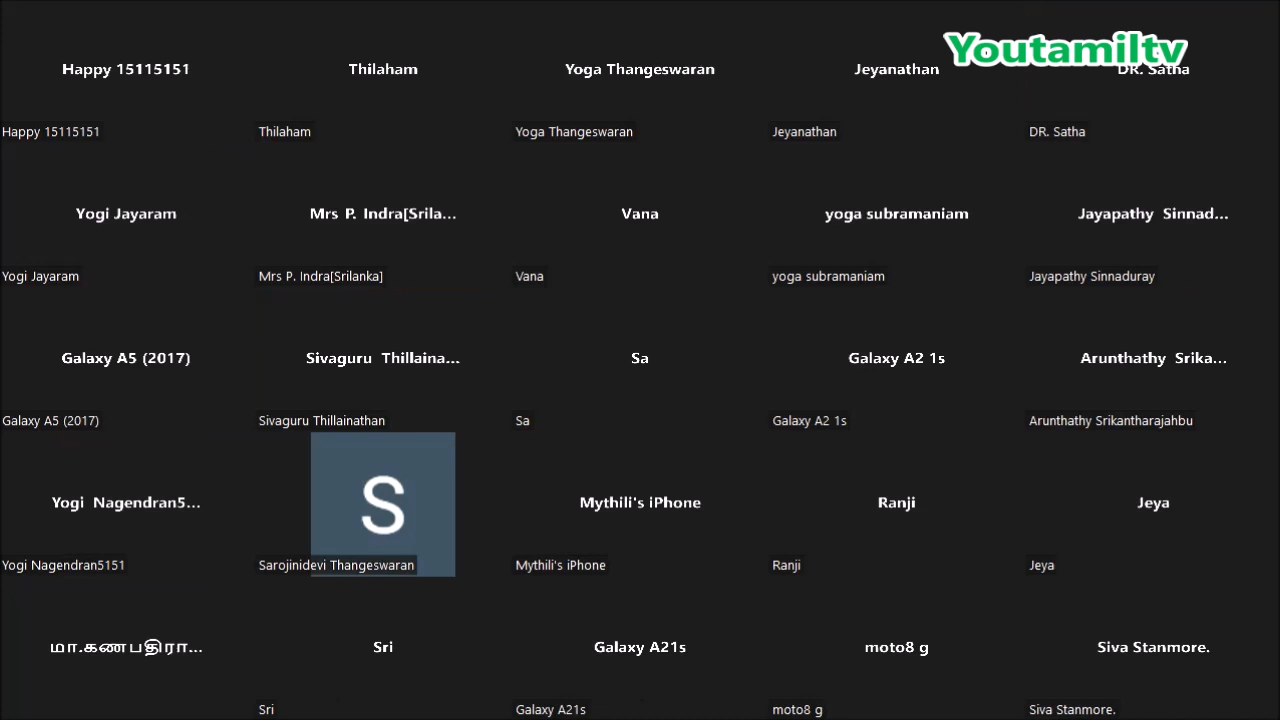 Youtamiltv
Happy 15115151
Thilaham
Yoga Thangeswaran
Jeyanathan
DR. Satha
Happy 15115151
Thilaham
Yoga Thangeswaran
Jeyanathan
DR. Satha
Yogi Jayaram
Mrs P. Indra[Srila...
Vana
yoga subramaniam
Jayapathy Sinnad...
Yogi Jayaram
Mrs P. Indra[Srilanka]
Vana
yoga subramaniam
Jayapathy Sinnaduray
Galaxy A5 (2017)
Sivaguru Thillaina...
Sa
Galaxy A2 1s
Arunthathy Srika...
Galaxy A5 (2017)
Sivaguru Thillainathan
Sa
Galaxy A2 1s
Arunthathy Srikantharajahbu
Yogi Nagendran5...
S
Mythili's iPhone
Ranji
Jeya
Yogi Nagendran5151
Sarojinidevi Thangeswaran
Mythili's iPhone
Ranji
Jeya
மா.கணபதிரா...
Sri
Galaxy A21s
moto8 g
Siva Stanmore.
Sri
Galaxy A21s
moto8 g
Siva Stanmore.